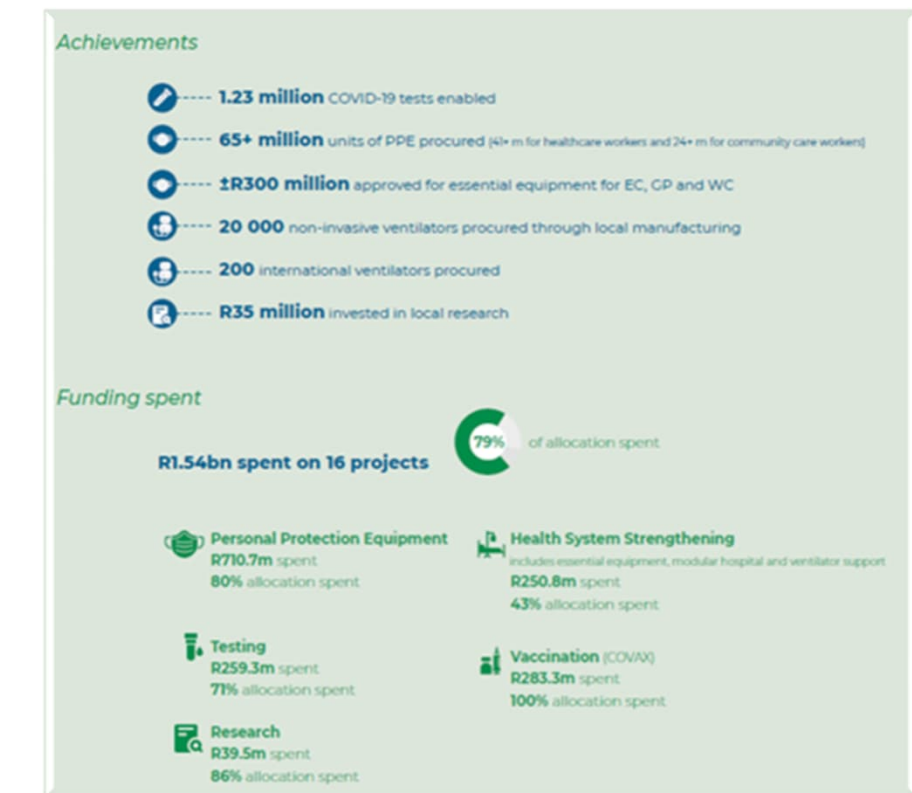 Achievements
1.23 million COVID-19 tests enabled
65+ million units of PPE procured (41+ m for healthcare workers and 24+ m for community care workers)
±R300 million approved for essential equipment for EC, GP and WC
20 000 non-invasive ventilators procured through local manufacturing
200 international ventilators procured
R35 million invested in local research
Funding spent
79% of allocation spent
R1.54bn spent on 16 projects
Personal Protection Equipment
R710.7m spent
80% allocation spent
Health System Strengthening
includes essential equipment, modular hospital and ventilator support
R250.8m spent
43% allocation spent
Testing
R259.3m spent
71% allocation spent
Vaccination (COVAX)
R283.3m spent
100% allocation spent
Research
R39.5m spent
86% allocation spent